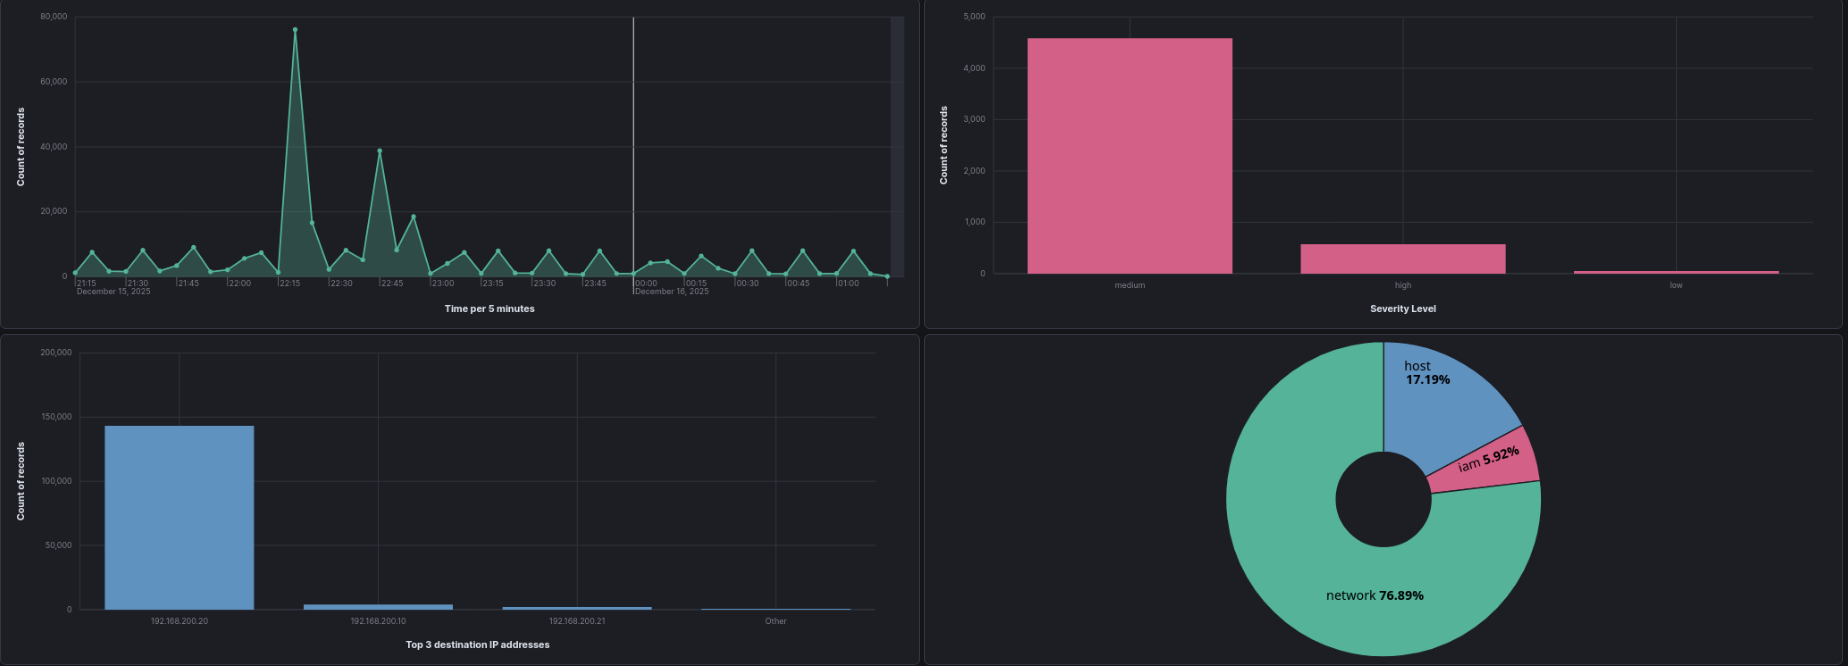 80,000
60,000
40,000
20,000
0
Count of records
21:15
21:30
21:45
22:00
22:15
22:30
22:45
23:00
23:15
23:30
23:45
00:00
00:15
00:30
00:45
01:00
December 15, 2025
December 16, 2025
Time per 5 minutes
5,000
4,000
3,000
2,000
1,000
0
Count of records
medium
high
low
Severity Level
200,000
150,000
100,000
50,000
0
Count of records
192.168.200.20
192.168.200.10
192.168.200.21
Other
Top 3 destination IP addresses
host
17.19%
iam 5.92%
network 76.89%